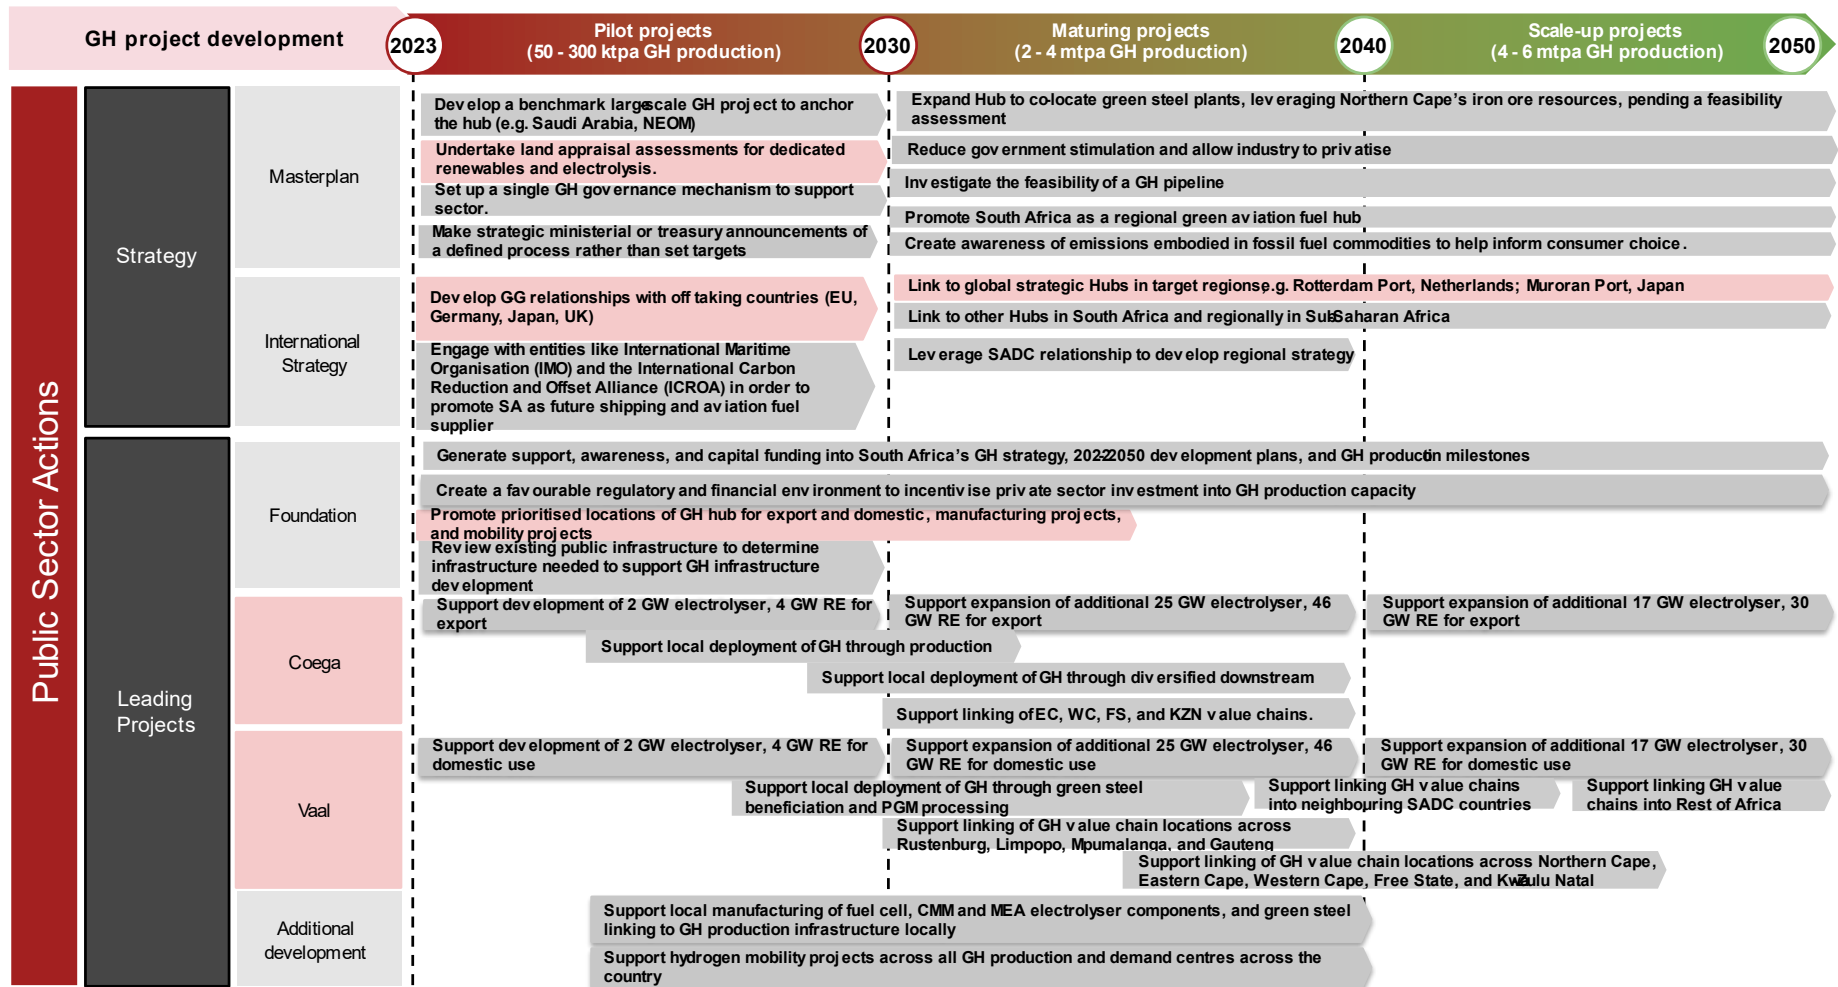 GH project development
2023
Pilot projects
(50 - 300 ktpa GH production)
2030
Maturing projects
(2 - 4 mtpa GH production)
2040
Scale-up projects
(4 - 6 mtpa GH production)
2050
Public Sector Actions
Strategy
Masterplan
Develop a benchmark large-scale GH project to anchor
the hub (e.g. Saudi Arabia, NEOM)
Undertake land appraisal assessments for dedicated
renewables and electrolysis.
Set up a single GH governance mechanism to support
sector.
Make strategic ministerial or treasury announcements of
a defined process rather than set targets
Expand Hub to co-locate green steel plants, leveraging Northern Cape's iron ore resources, pending a feasibility
assessment
Reduce government stimulation and allow industry to privatise
Investigate the feasibility of a GH pipeline
Promote South Africa as a regional green aviation fuel hub
Create awareness of emissions embodied in fossil fuel commodities to help inform consumer choice.
International
Strategy
Develop GG relationships with off taking countries (EU,
Germany, Japan, UK)
Engage with entities like International Maritime
Organisation (IMO) and the International Carbon
Reduction and Offset Alliance (ICROA) in order to
promote SA as future shipping and aviation fuel
supplier
Link to global strategic Hubs in target regions, e.g. Rotterdam Port, Netherlands; Muroran Port, Japan
Link to other Hubs in South Africa and regionally in Sub-Saharan Africa
Leverage SADC relationship to develop regional strategy
Leading
Projects
Foundation
Generate support, awareness, and capital funding into South Africa's GH strategy, 2022-2050 development plans, and GH production milestones
Create a favourable regulatory and financial environment to incentivise private sector investment into GH production capacity
Promote prioritised locations of GH hub for export and domestic, manufacturing projects,
and mobility projects
Review existing public infrastructure to determine
infrastructure needed to support GH infrastructure
development
Coega
Support development of 2 GW electrolyser, 4 GW RE for
export
Support expansion of additional 25 GW electrolyser, 46
GW RE for export
Support expansion of additional 17 GW electrolyser, 30
GW RE for export
Support local deployment of GH through production
Support local deployment of GH through diversified downstream
Support linking of EC, WC, FS, and KZN value chains.
Vaal
Support development of 2 GW electrolyser, 4 GW RE for
domestic use
Support expansion of additional 25 GW electrolyser, 46
GW RE for domestic use
Support expansion of additional 17 GW electrolyser, 30
GW RE for domestic use
Support local deployment of GH through green steel
beneficiation and PGM processing
Support linking GH value chains
into neighbouring SADC countries
Support linking GH value
chains into Rest of Africa
Support linking of GH value chain locations across
Rustenburg, Limpopo, Mpumalanga, and Gauteng
Support linking of GH value chain locations across Northern Cape,
Eastern Cape, Western Cape, Free State, and Kwa-Zulu Natal
Additional
development
Support local manufacturing of fuel cell, CMM and MEA electrolyser components, and green steel
linking to GH production infrastructure locally
Support hydrogen mobility projects across all GH production and demand centres across the
country